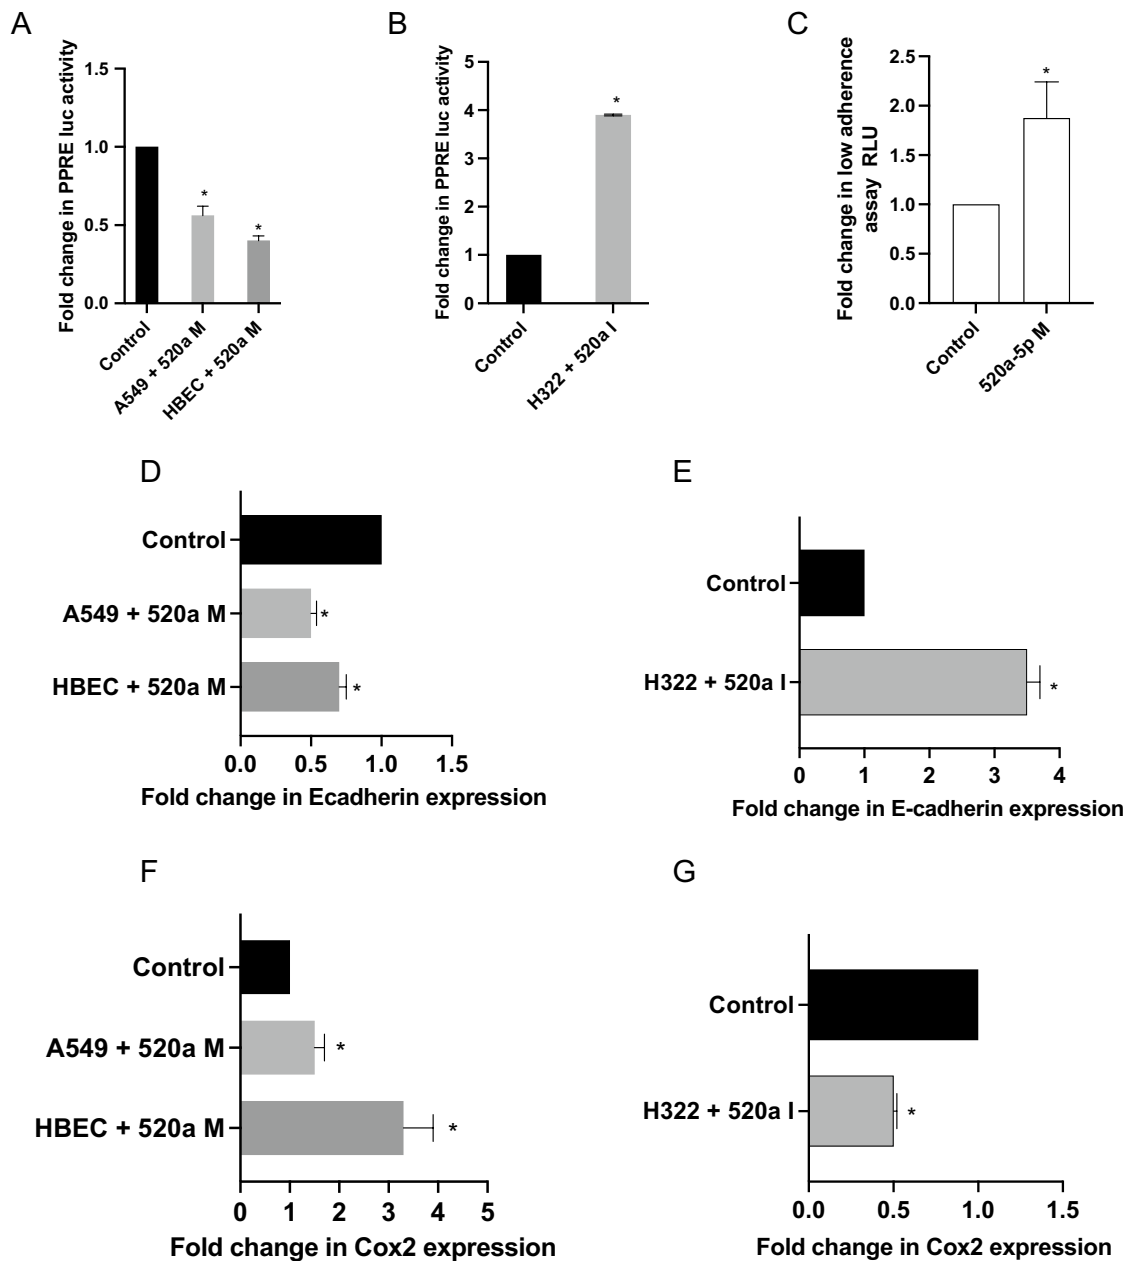 A
Fold change in PPRE luc activity
1.5
1.0
0.5
0.0
*
*
Control
A549 + 520a M
HBEC + 520a M
B
Fold change in PPRE luc activity
5
4
3
2
1
0
*
Control
H322 + 520a I
C
Fold change in low adherence
assay RLU
2.5
2.0
1.5
1.0
0.5
0.0
*
Control
520a-5p M
D
Control
A549 + 520a M
*
HBEC + 520a M
*
0.0 0.5 1.0 1.5
Fold change in Ecadherin expression
E
Control
H322 + 520a I
*
0 1 2 3 4
Fold change in E-cadherin expression
F
Control
A549 + 520a M
*
HBEC + 520a M
*
0 1 2 3 4 5
Fold change in Cox2 expression
G
Control
H322 + 520a I
*
0.0 0.5 1.0 1.5
Fold change in Cox2 expression